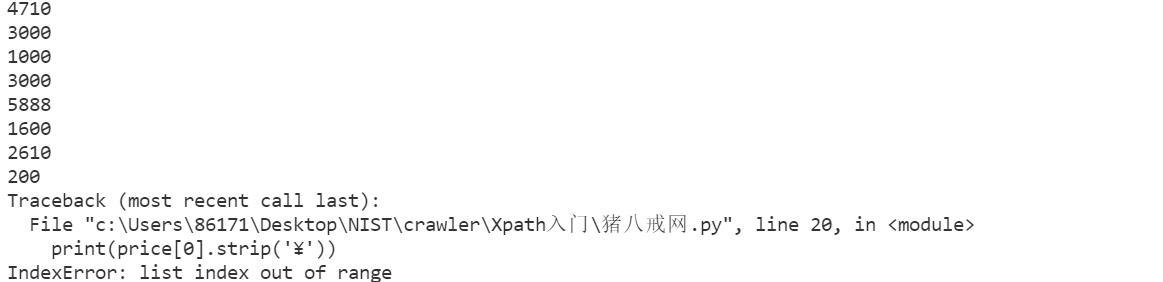 4710
3000
1000
3000
5888
1600
2610
200
Traceback (most recent call last):
  File "c:\Users\86171\Desktop\NIST\crawler\Xpath入门\猪八戒网.py", line 20, in <module>
    print(price[0].strip('¥'))
IndexError: list index out of range